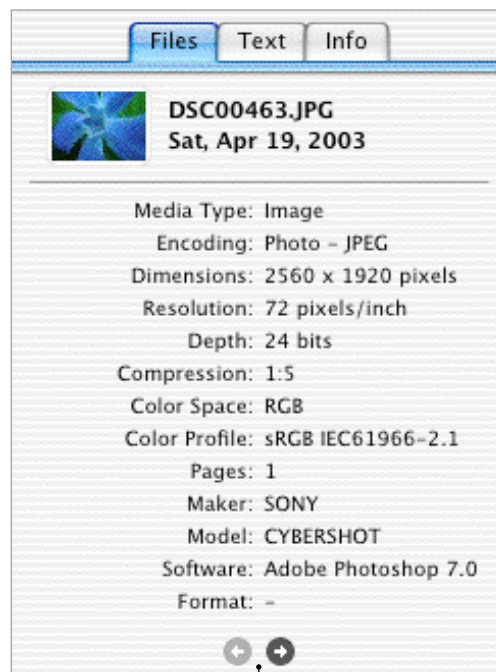 Files Text Info
DSC00463.JPG
Sat, Apr 19, 2003
Media Type: Image
Encoding: Photo – JPEG
Dimensions: 2560 x 1920 pixels
Resolution: 72 pixels/inch
Depth: 24 bits
Compression: 1:5
Color Space: RGB
Color Profile: sRGB IEC61966-2.1
Pages: 1
Maker: SONY
Model: CYBERSHOT
Software: Adobe Photoshop 7.0
Format: –